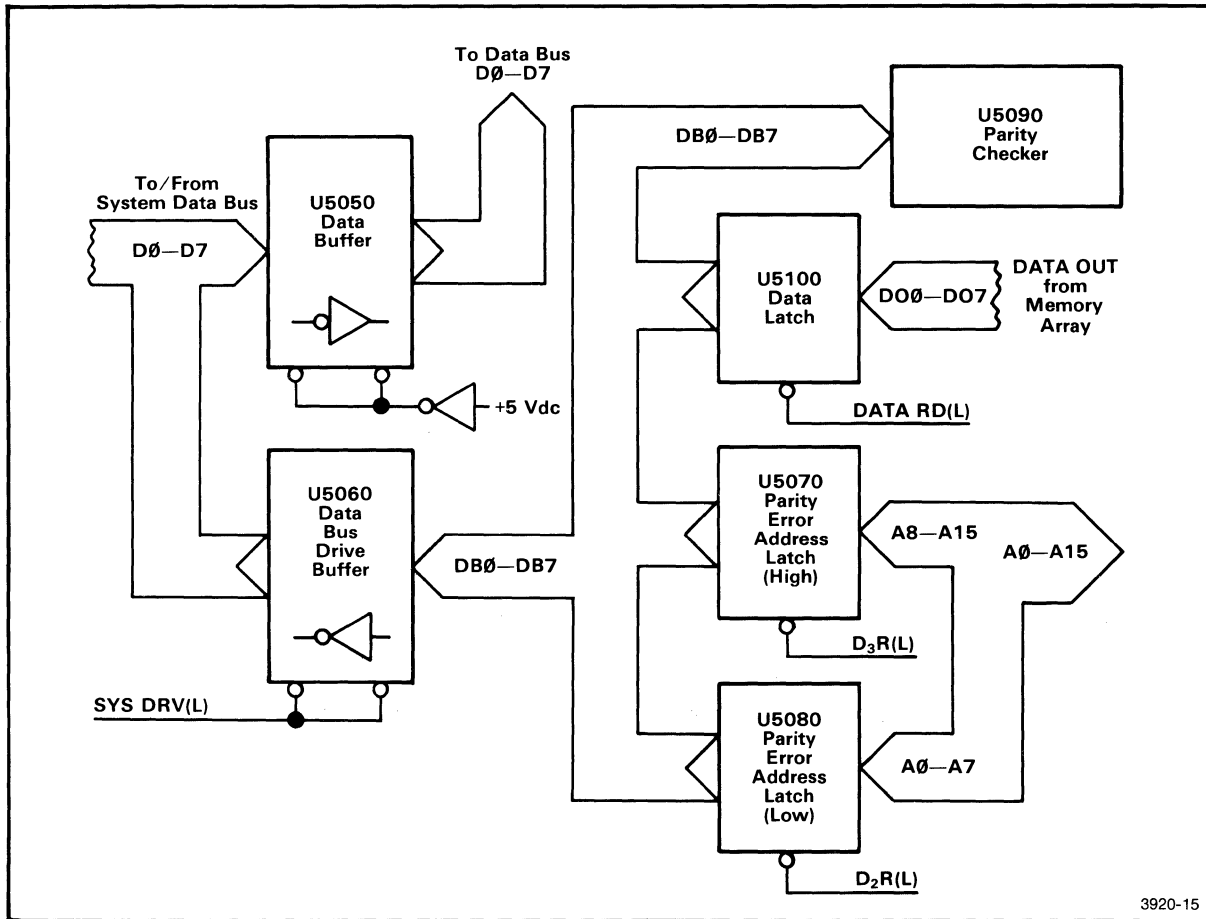 To Data Bus
DØ—D7
To/From
System Data Bus
DØ—D7
U5050
Data
Buffer
+5 Vdc
U5060
Data
Bus
Drive
Buffer
SYS DRV(L)
DBØ—DB7
DBØ—DB7
U5090
Parity
Checker
U5100
Data
Latch
DOØ—DO7
DATA OUT
from
Memory
Array
DATA RD(L)
U5070
Parity
Error
Address
Latch
(High)
A8—A15
AØ—A15
D₃R(L)
U5080
Parity
Error
Address
Latch
(Low)
AØ—A7
D₂R(L)
3920-15